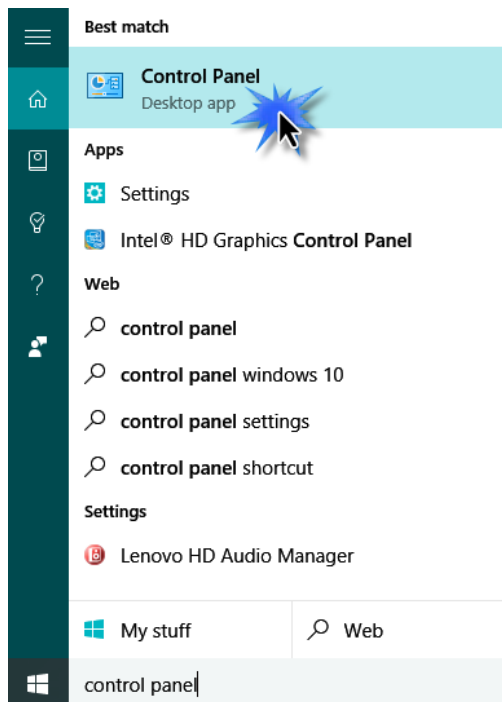 Best match
Control Panel
Desktop app
Apps
Settings
Intel® HD Graphics Control Panel
Web
control panel
control panel windows 10
control panel settings
control panel shortcut
Settings
Lenovo HD Audio Manager
My stuff
Web
control panel